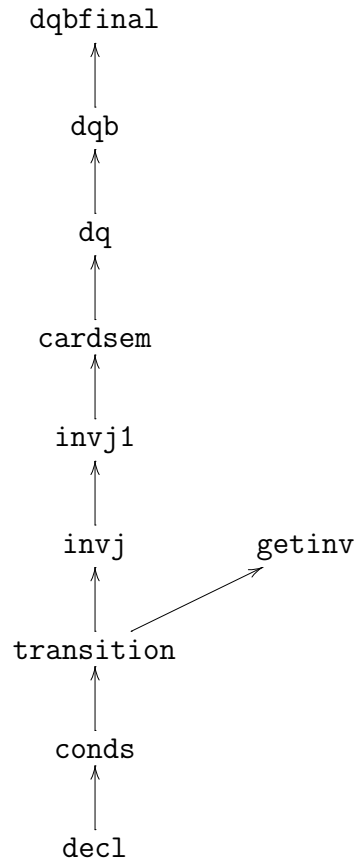 dqbfinal
dqb
dq
cardsem
invj1
invj getinv
transition
conds
decl